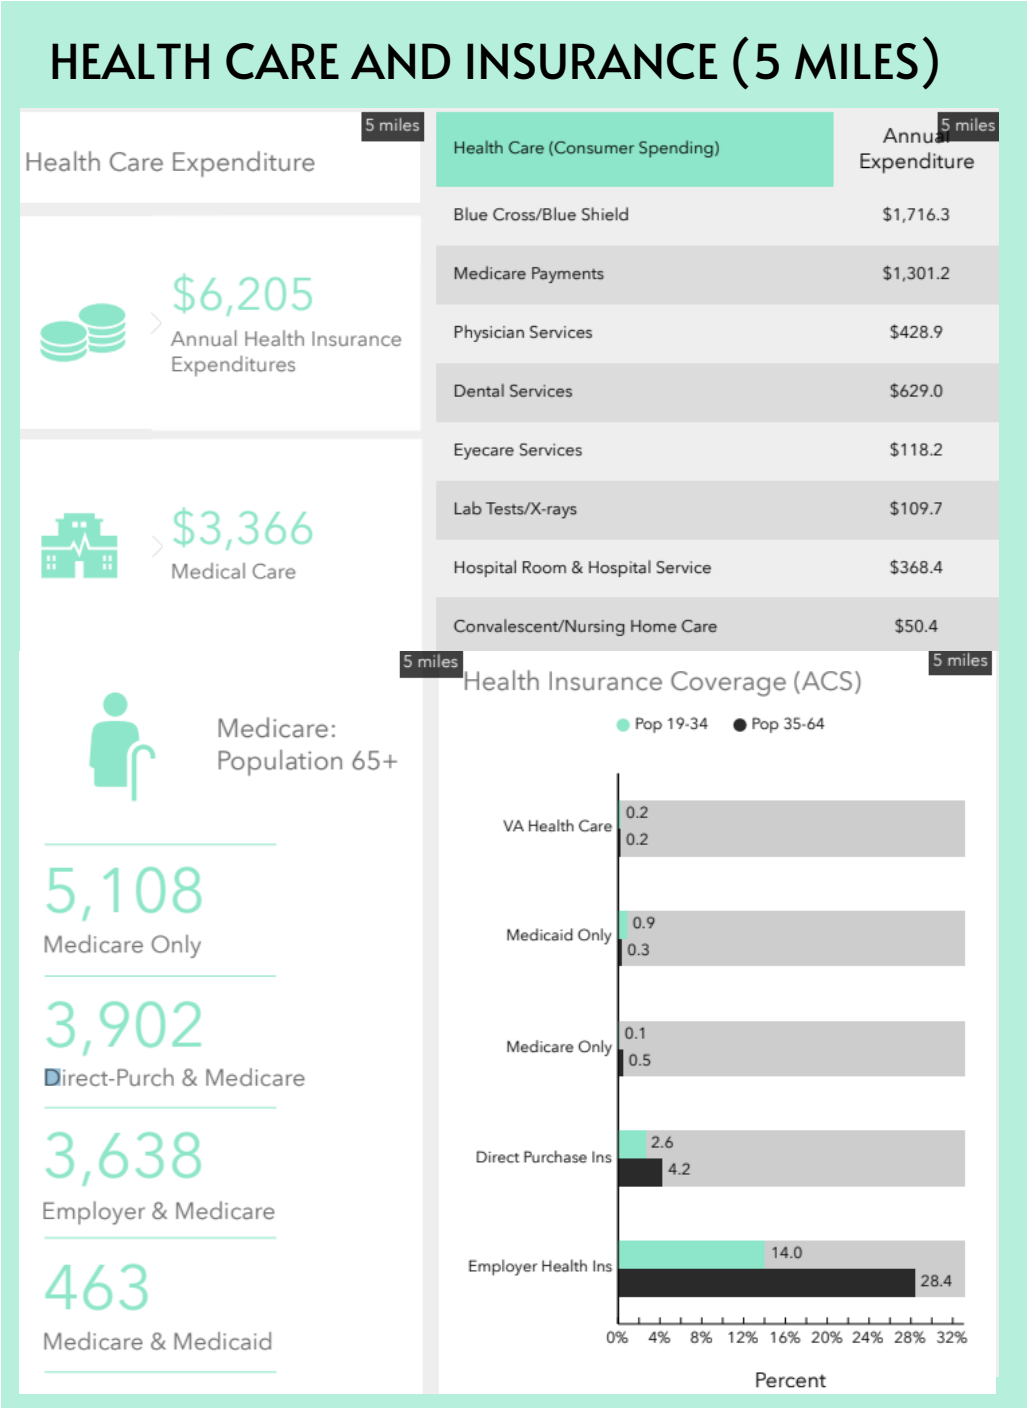 HEALTH CARE AND INSURANCE (5 MILES)
5 miles
Health Care Expenditure
$6,205
Annual Health Insurance
Expenditures
$3,366
Medical Care
5 miles
Health Care (Consumer Spending)
Annual
Expenditure
Blue Cross/Blue Shield $1,716.3
Medicare Payments $1,301.2
Physician Services $428.9
Dental Services $629.0
Eyecare Services $118.2
Lab Tests/X-rays $109.7
Hospital Room & Hospital Service $368.4
Convalescent/Nursing Home Care $50.4
5 miles
Medicare:
Population 65+
5,108
Medicare Only
3,902
Direct-Purch & Medicare
3,638
Employer & Medicare
463
Medicare & Medicaid
5 miles
Health Insurance Coverage (ACS)
Pop 19-34 Pop 35-64
0.2
VA Health Care
0.2
0.9
Medicaid Only
0.3
0.1
Medicare Only
0.5
2.6
Direct Purchase Ins
4.2
14.0
Employer Health Ins
28.4
0% 4% 8% 12% 16% 20% 24% 28% 32%
Percent